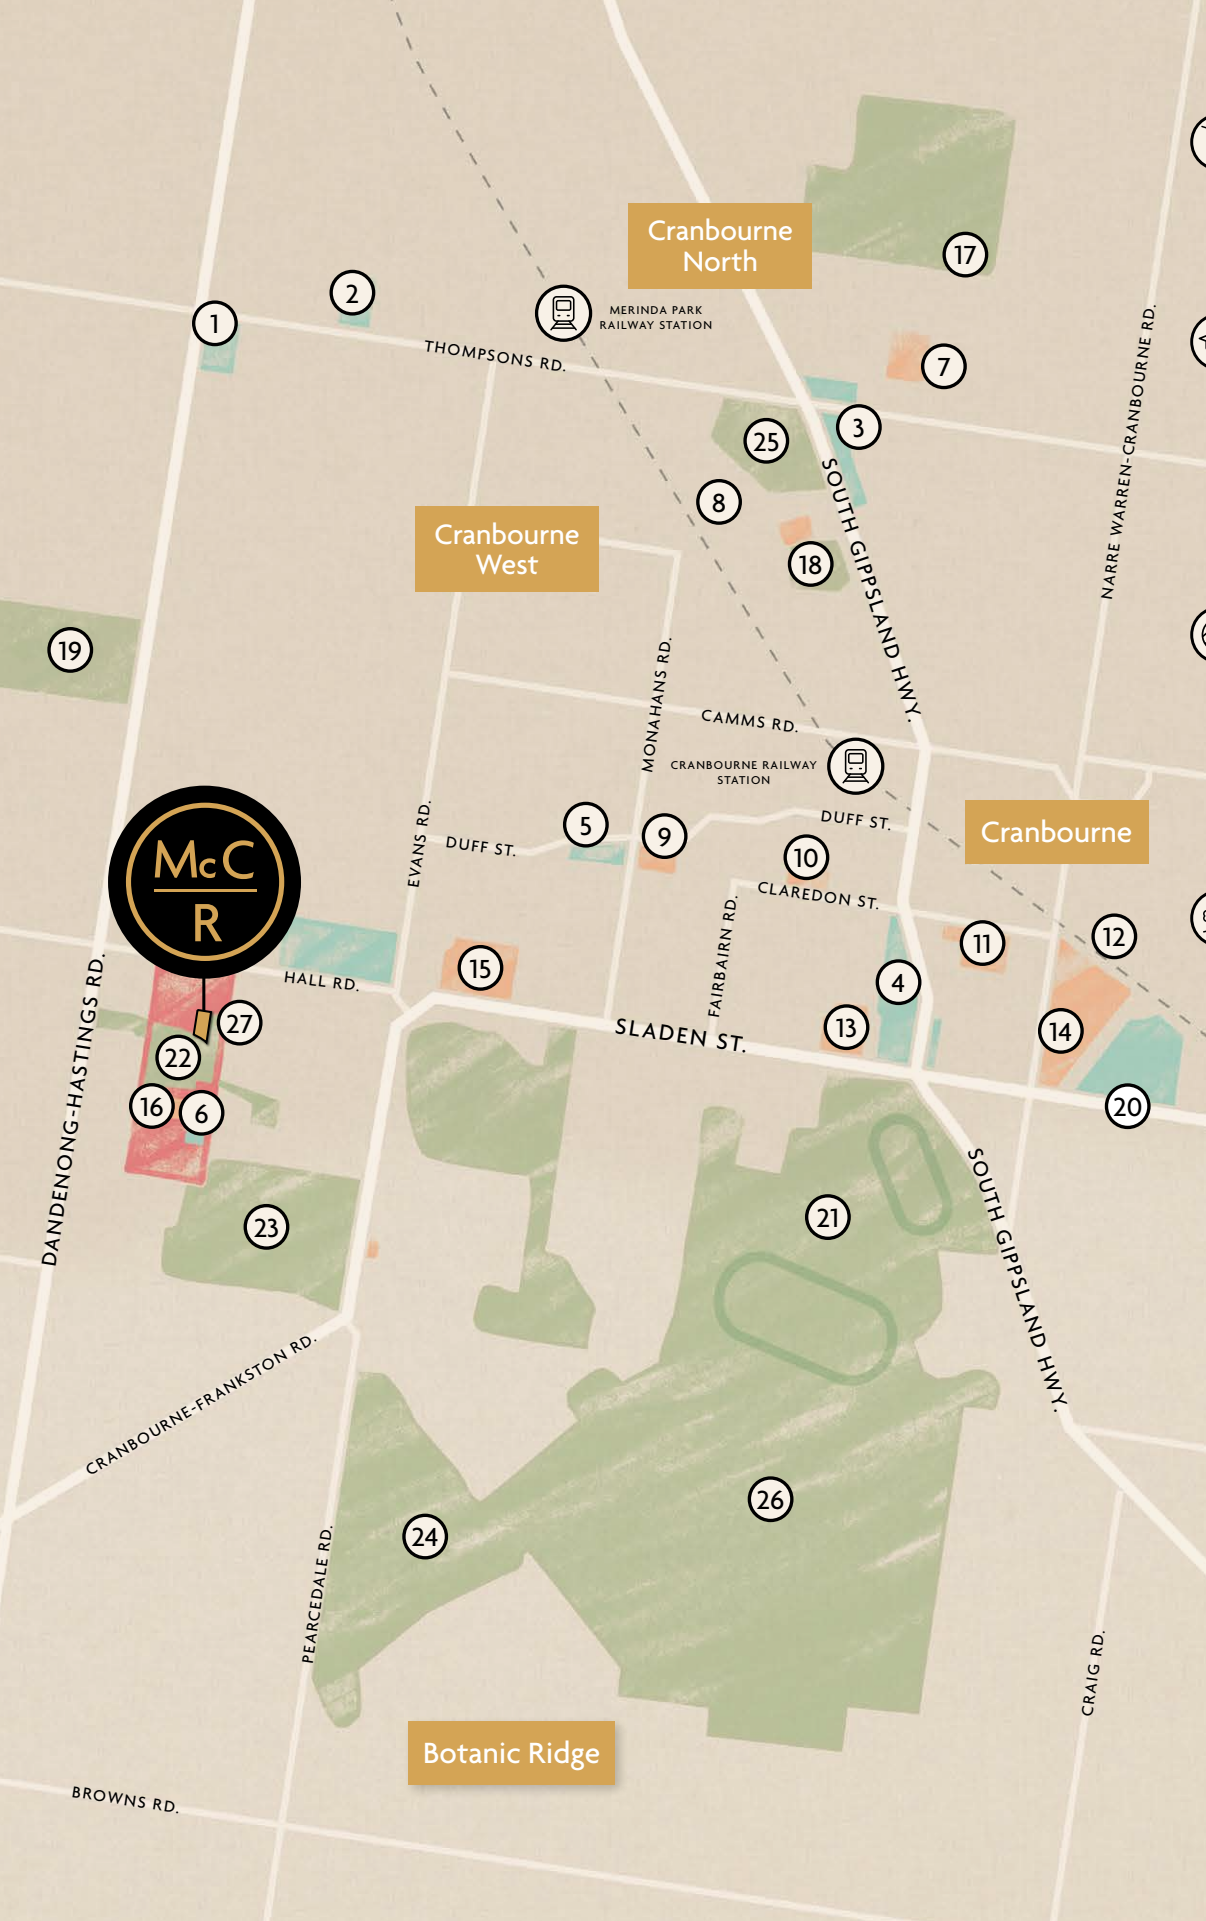 Cranbourne
North
17
2
1
MERINDA PARK
RAILWAY STATION
THOMPSONS RD.
7
3
25
8
18
SOUTH GIPPSLAND HWY.
NARRE WARREN-CRANBOURNE RD.
Cranbourne
West
19
MONAHANS RD.
CAMMS RD.
CRANBOURNE RAILWAY
STATION
EVANS RD.
DUFF ST.
5
9
DUFF ST.
10
Cranbourne
McC
R
CLAREDON ST.
FAIRBAIRN RD.
11
12
HALL RD.
15
4
DANDENONG-HASTINGS RD.
27
22
SLADEN ST.
13
14
16
6
20
23
21
SOUTH GIPPSLAND HWY.
CRANBOURNE-FRANKSTON RD.
24
26
PEARCEDALE RD.
CRAIG RD.
Botanic Ridge
BROWNS RD.